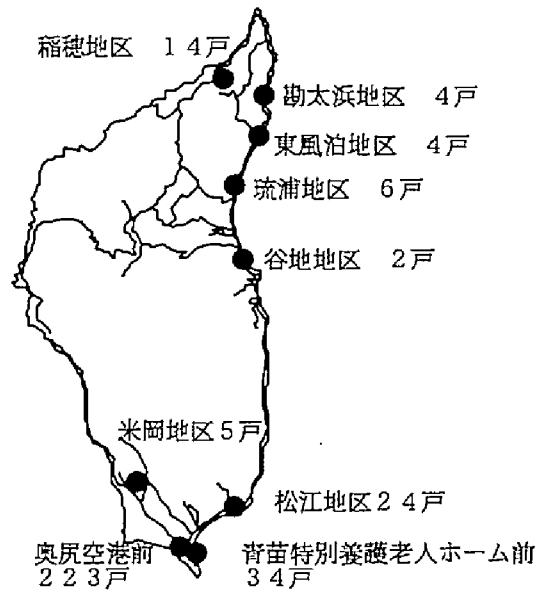 稲穂地区　１４戸
勘太浜地区　４戸
東風泊地区　４戸
琉浦地区　６戸
谷地地区　２戸
米岡地区５戸
松江地区２４戸
奥尻空港前
２２３戸
青苗特別養護老人ホーム前
３４戸